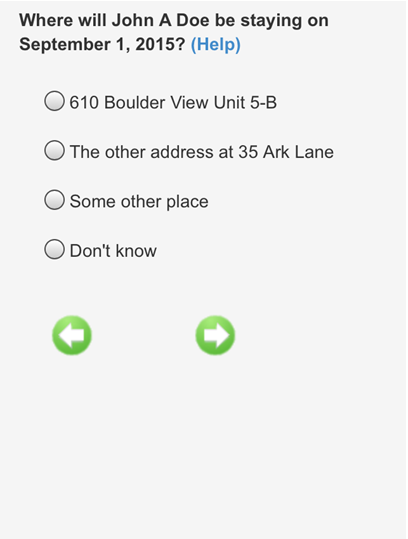 Where will John A Doe be staying on
September 1, 2015? (Help)
610 Boulder View Unit 5-B
The other address at 35 Ark Lane
Some other place
Don't know